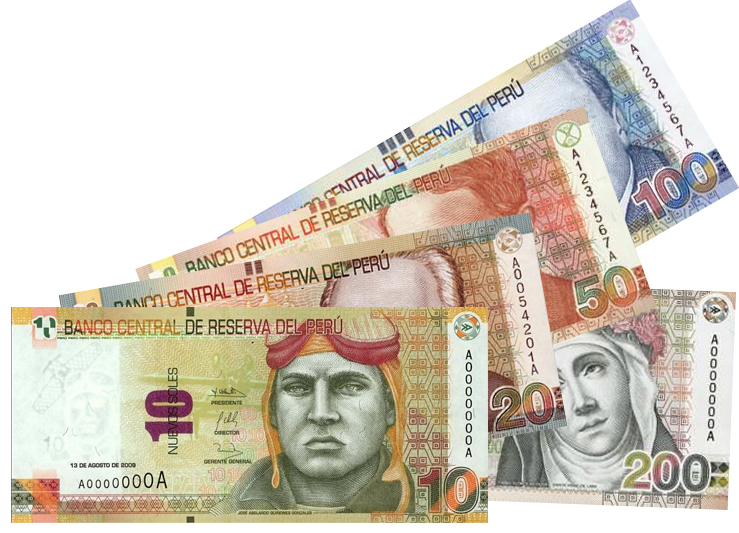 BANCO CENTRAL DE RESERVA DEL PERÚ
A1234567A
100
BANCO CENTRAL DE RESERVA DEL PERÚ
A1234567A
50
BANCO CENTRAL DE RESERVA DEL PERÚ
A0054201A
20
10
BANCO CENTRAL DE RESERVA DEL PERÚ
10
NUEVOS SOLES
PRESIDENTE
DIRECTOR
GERENTE GENERAL
13 DE AGOSTO DE 2009
A0000000A
A0000000A
JOSÉ ABELARDO QUIÑONES GONZALES
10
A0000000A
200